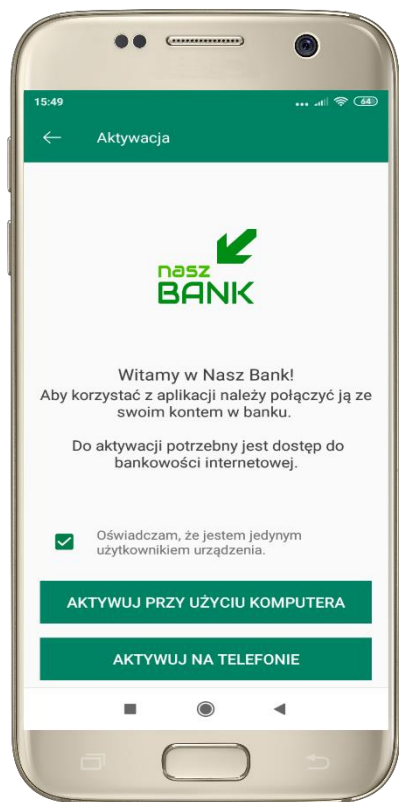 15:49
64
Aktywacja
nasz
BANK
Witamy w Nasz Bank!
Aby korzystać z aplikacji należy połączyć ją ze
swoim kontem w banku.
Do aktywacji potrzebny jest dostęp do
bankowości internetowej.
Oświadczam, że jestem jedynym
użytkownikiem urządzenia.
AKTYWUJ PRZY UŻYCIU KOMPUTERA
AKTYWUJ NA TELEFONIE